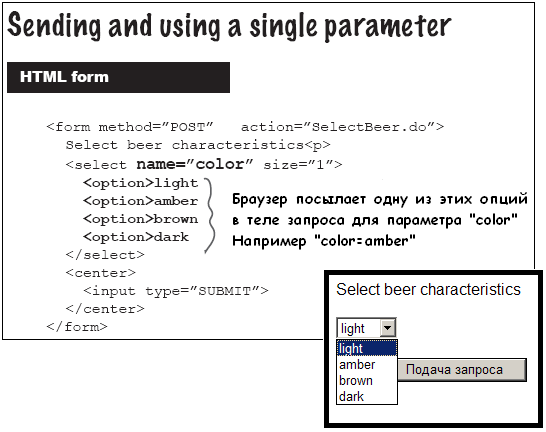 Sending and using a single parameter
HTML form
<form method=”POST” action=”SelectBeer.do”>
Select beer characteristics<p>
<select name=”color” size=”1”>
<option>light
<option>amber
<option>brown
<option>dark
</select>
<center>
<input type=”SUBMIT”>
</center>
</form>
Браузер посылает одну из этих опций
в теле запроса для параметра "color"
Например "color=amber"
Select beer characteristics
light
light
amber
brown
dark
Подача запроса